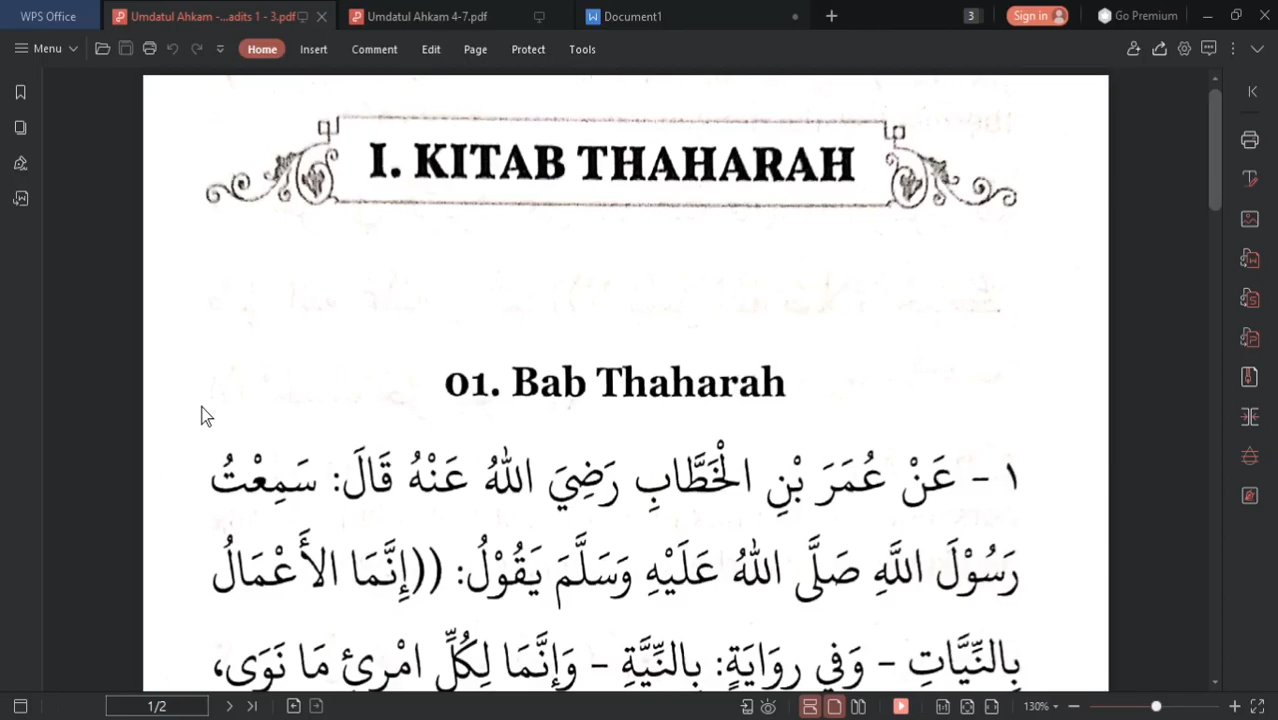 WPS Office
Umdatul Ahkam -...adits 1 - 3.pdf
Umdatul Ahkam 4-7.pdf
Document1
3
Sign in
Go Premium
Menu
Home
Insert
Comment
Edit
Page
Protect
Tools
I. KITAB THAHARAH
01. Bab Thaharah
١ - عَنْ عُمَرَ بْنِ الْخَطَّابِ رَضِيَ اللهُ عَنْهُ قَالَ: سَمِعْتُ
رَسُوْلَ اللَّهِ صَلَّى اللهُ عَلَيْهِ وَسَلَّمَ يَقُوْلُ: ((إِنَّمَا الأَعْمَالُ
بِالنِّيَّاتِ - وَفِي رِوَايَةٍ: بِالنِّيَّةِ - وَإِنَّمَا لِكُلِّ امْرِئٍ مَا نَوَى،
1/2
130%